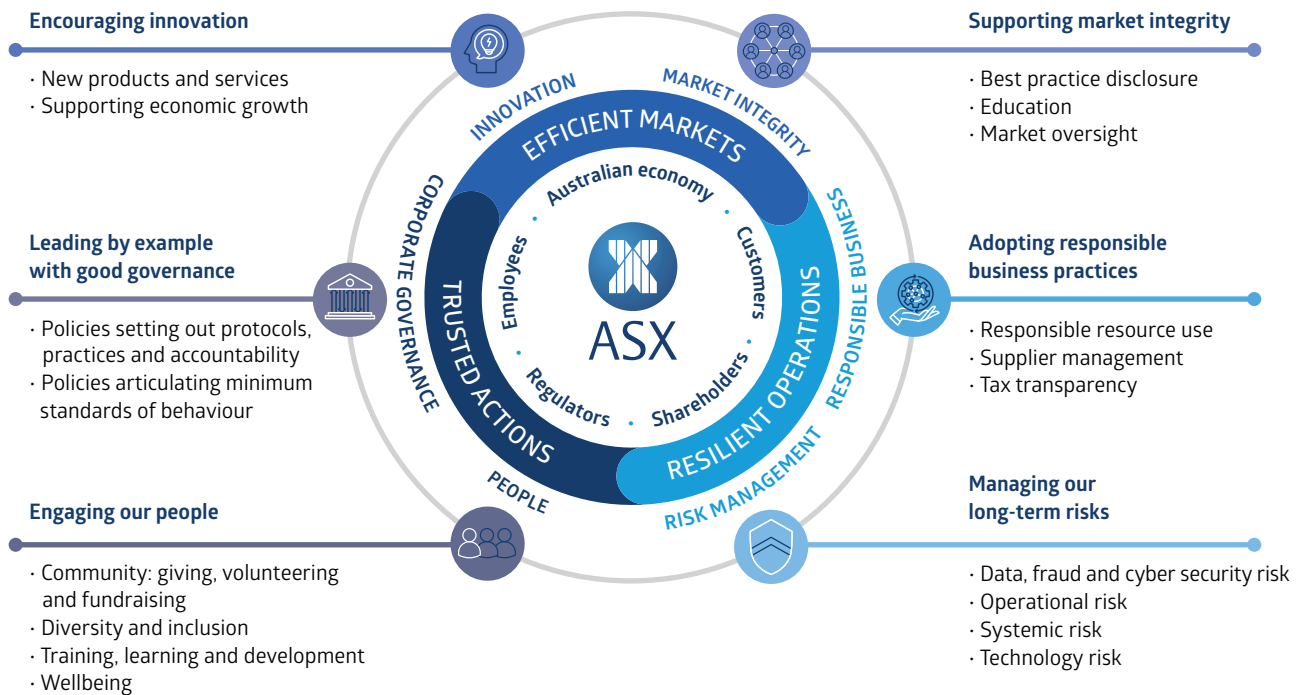 Encouraging innovation
· New products and services
· Supporting economic growth
Leading by example
with good governance
· Policies setting out protocols,
practices and accountability
· Policies articulating minimum
standards of behaviour
Engaging our people
· Community: giving, volunteering
and fundraising
· Diversity and inclusion
· Training, learning and development
· Wellbeing
INNOVATION
MARKET INTEGRITY
CORPORATE GOVERNANCE
RESPONSIBLE BUSINESS
PEOPLE
RISK MANAGEMENT
EFFICIENT MARKETS
TRUSTED ACTIONS
RESILIENT OPERATIONS
Australian economy
·
Customers
·
Shareholders
·
Regulators
·
Employees
·
ASX
Supporting market integrity
· Best practice disclosure
· Education
· Market oversight
Adopting responsible
business practices
· Responsible resource use
· Supplier management
· Tax transparency
Managing our
long-term risks
· Data, fraud and cyber security risk
· Operational risk
· Systemic risk
· Technology risk